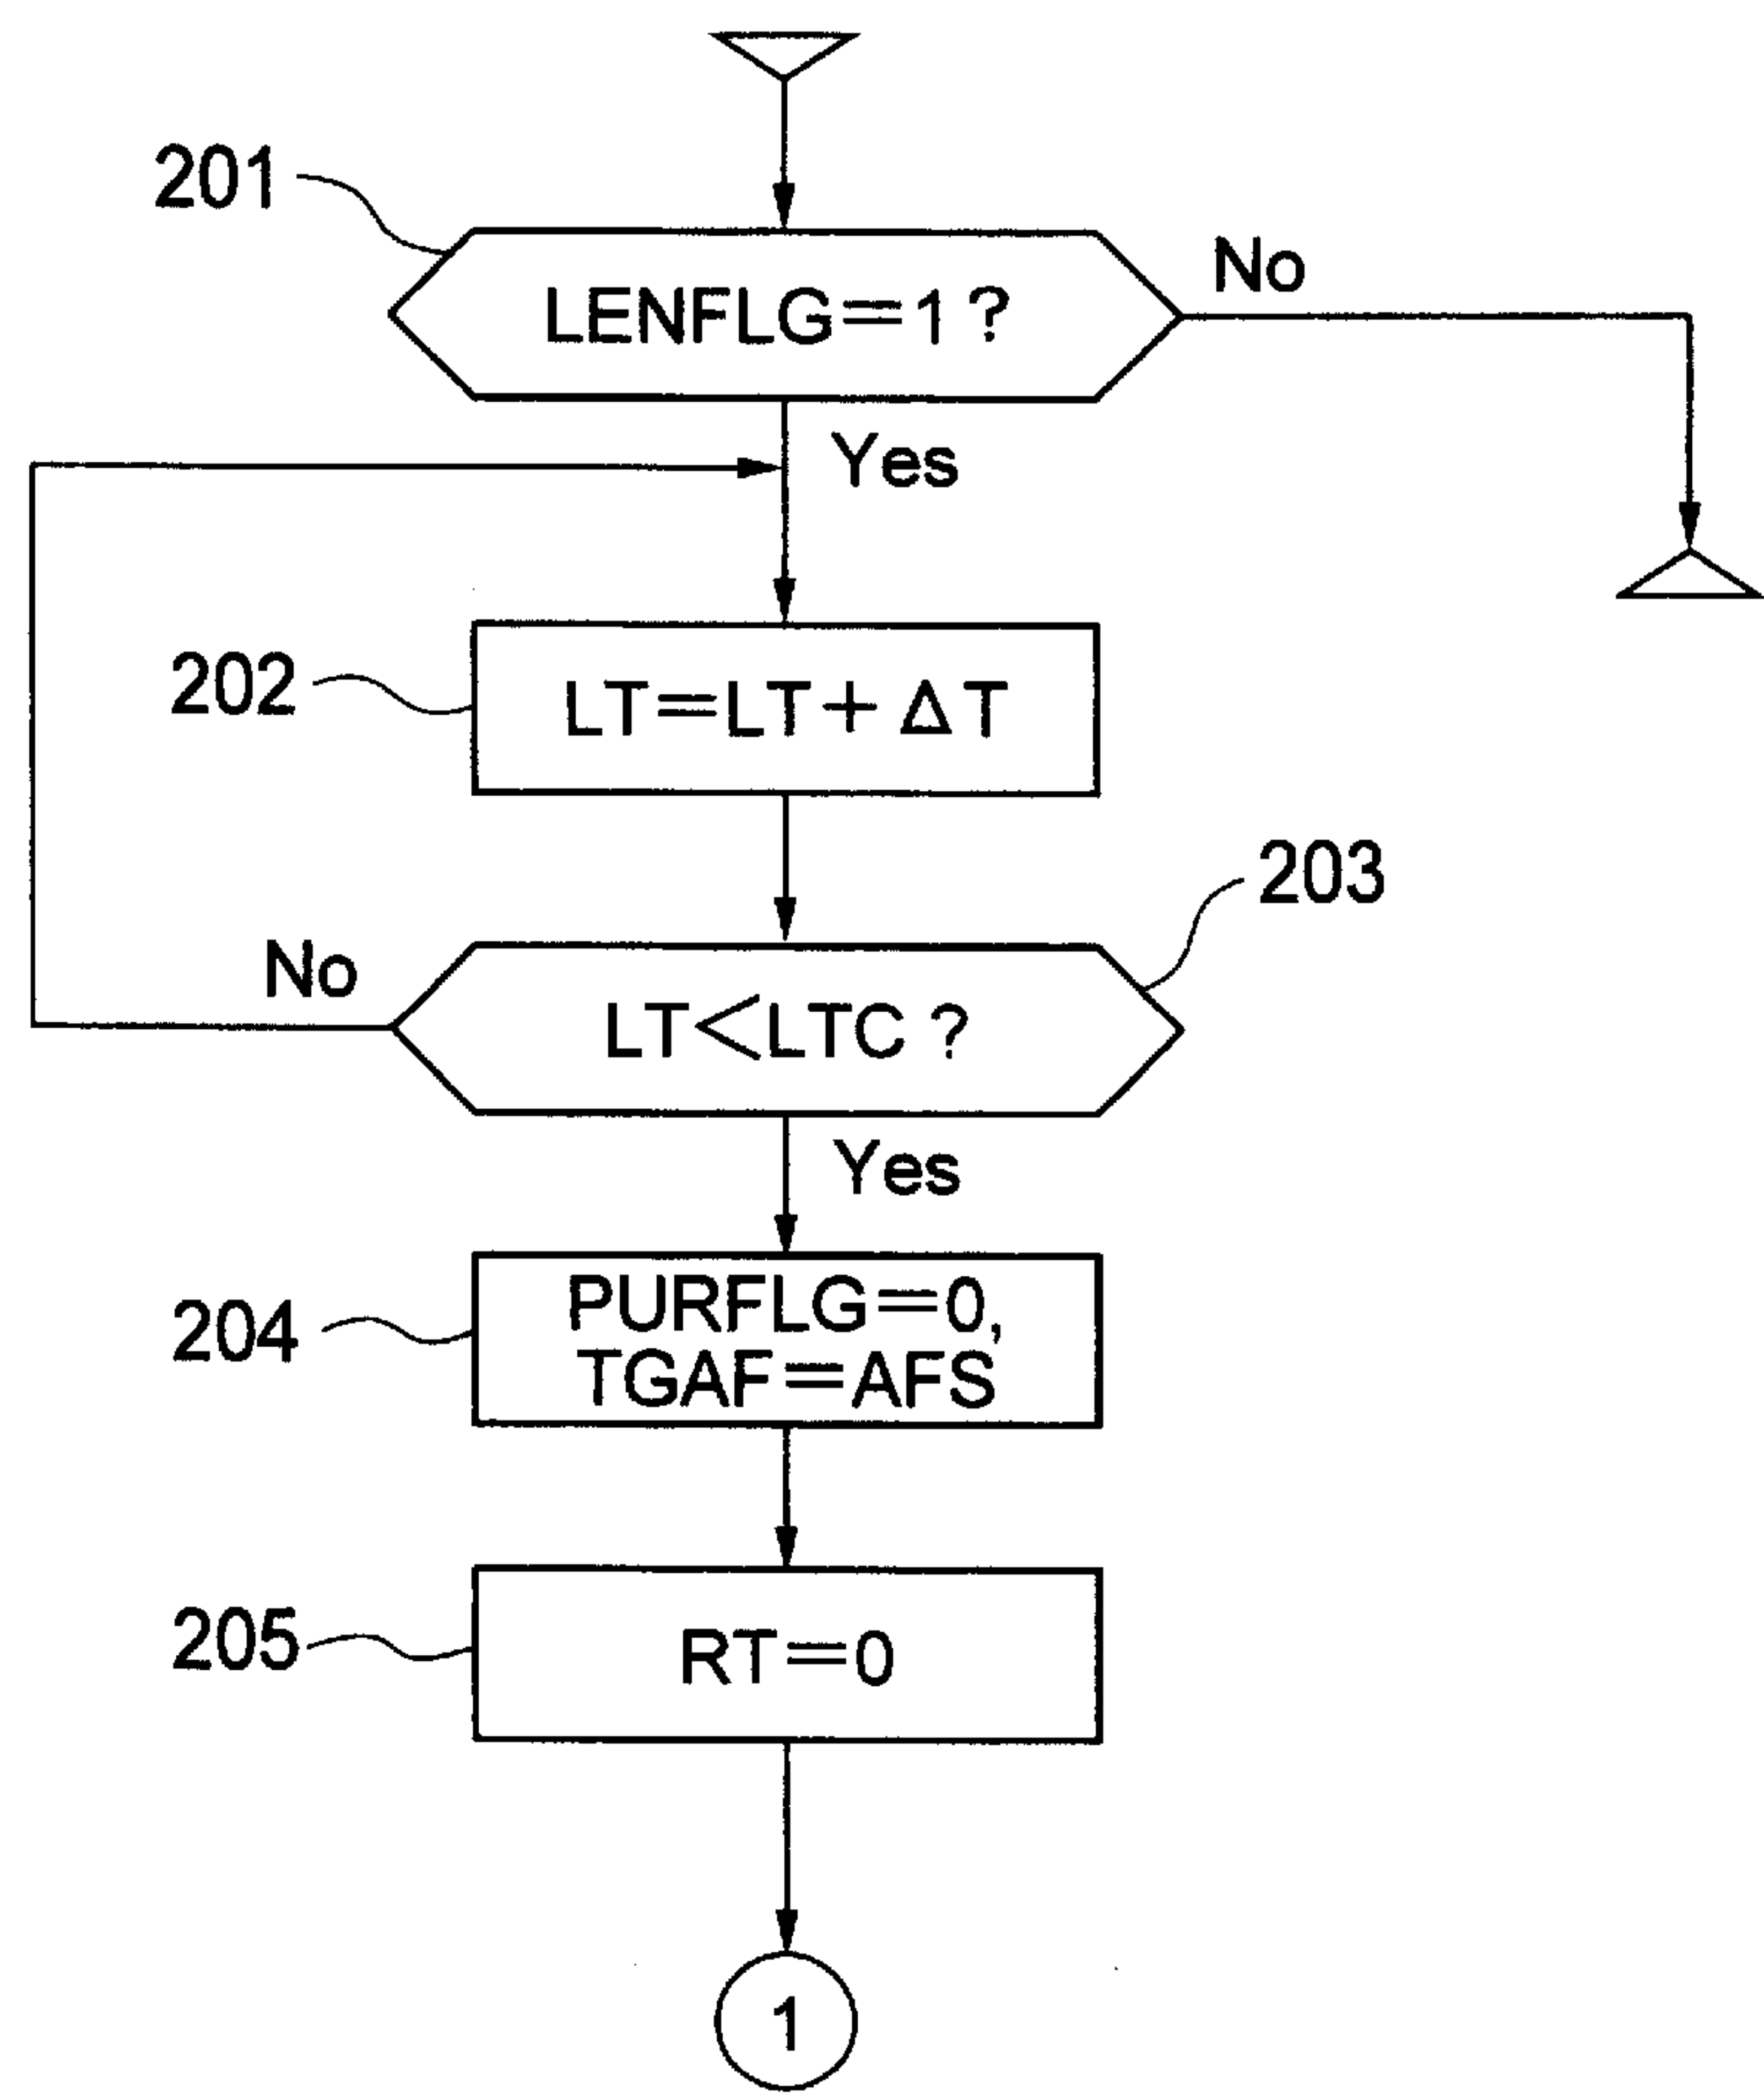 201
LENFLG=1?
No
Yes
202
LT=LT+ΔT
203
No
LT<LTC?
Yes
204
PURFLG=0,
TGAF=AFS
205
RT=0
1